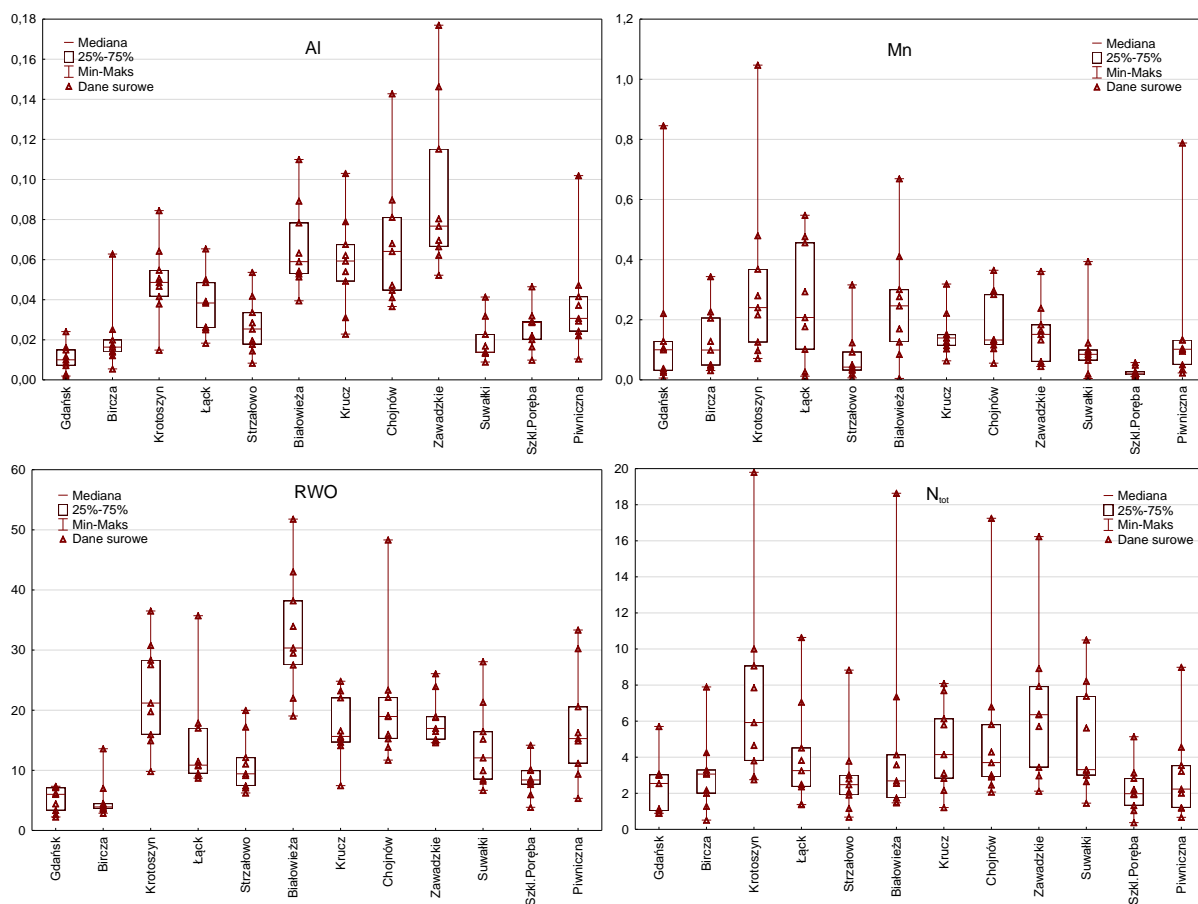 Al
Mediana
25%-75%
Min-Maks
Dane surowe
0,18
0,16
0,14
0,12
0,10
0,08
0,06
0,04
0,02
0,00
Gdańsk
Bircza
Krotoszyn
Łąck
Strzałowo
Białowieża
Krucz
Chojnów
Zawadzkie
Suwałki
Szkl.Poręba
Piwniczna
Mn
Mediana
25%-75%
Min-Maks
Dane surowe
1,2
1,0
0,8
0,6
0,4
0,2
0,0
Gdańsk
Bircza
Krotoszyn
Łąck
Strzałowo
Białowieża
Krucz
Chojnów
Zawadzkie
Suwałki
Szkl.Poręba
Piwniczna
RWO
Mediana
25%-75%
Min-Maks
Dane surowe
60
50
40
30
20
10
0
Gdańsk
Bircza
Krotoszyn
Łąck
Strzałowo
Białowieża
Krucz
Chojnów
Zawadzkie
Suwałki
Szkl.Poręba
Piwniczna
Ntot
Mediana
25%-75%
Min-Maks
Dane surowe
20
18
16
14
12
10
8
6
4
2
0
Gdańsk
Bircza
Krotoszyn
Łąck
Strzałowo
Białowieża
Krucz
Chojnów
Zawadzkie
Suwałki
Szkl.Poręba
Piwniczna